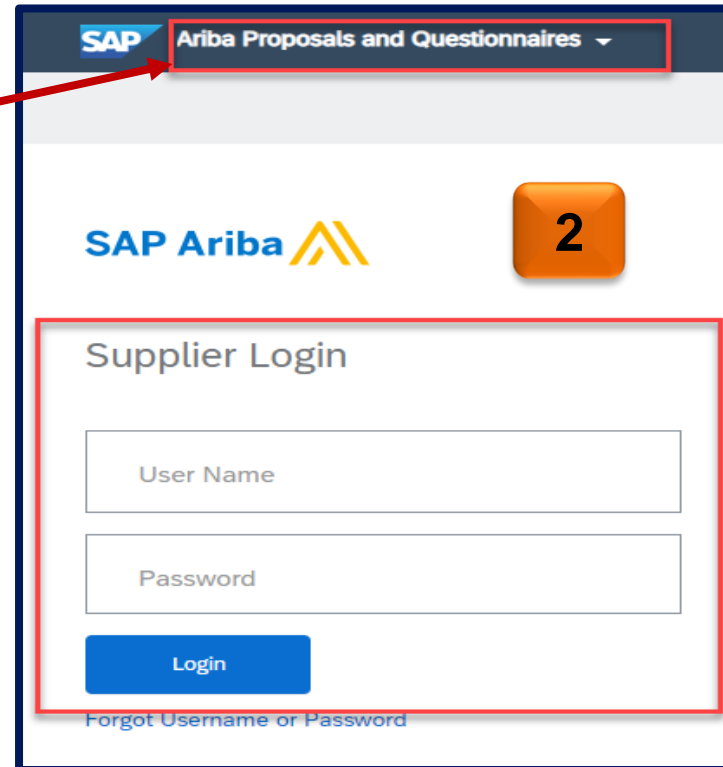 SAP Ariba Proposals and Questionnaires
SAP Ariba
2
Supplier Login
User Name
Password
Login
Forgot Username or Password